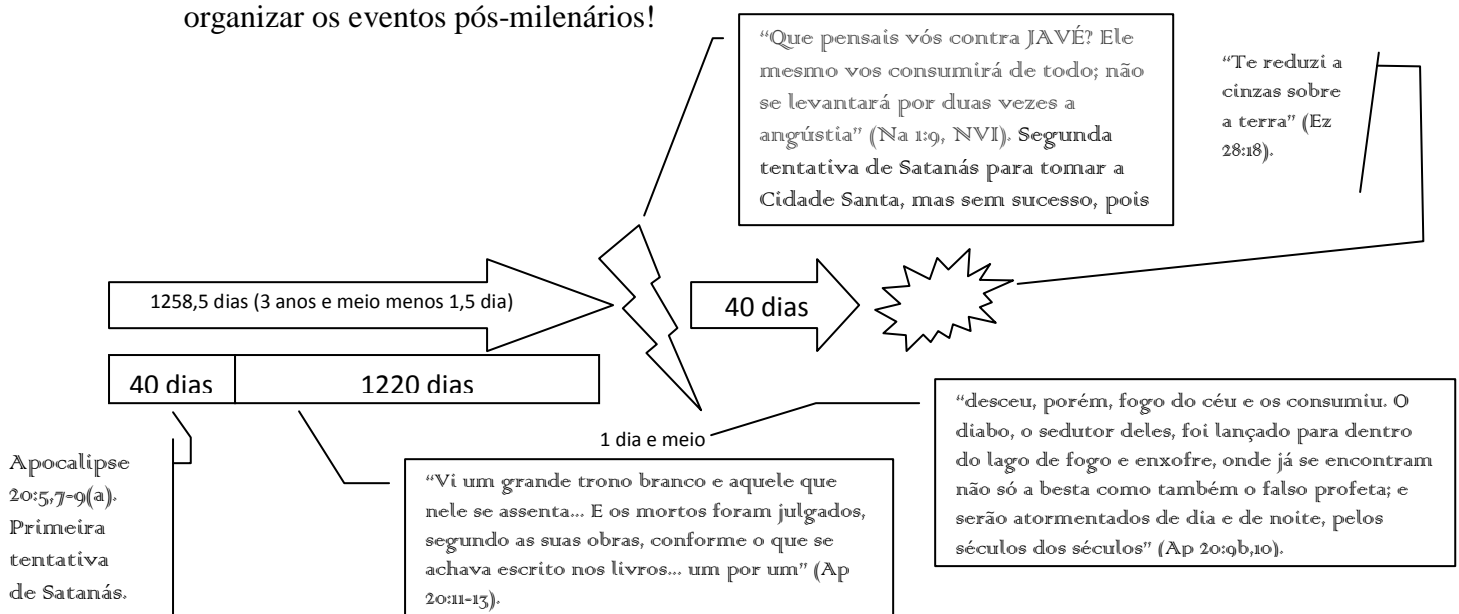 organizar os eventos pós-milenários!
“Que pensais vós contra JAVÉ? Ele
mesmo vos consumirá de todo; não
se levantará por duas vezes a
angústia” (Na 1:9, NVI). Segunda
tentativa de Satanás para tomar a
Cidade Santa, mas sem sucesso, pois
“Te reduzi a
cinzas sobre
a terra” (Ez
28:18).
1258,5 dias (3 anos e meio menos 1,5 dia)
40 dias
40 dias
1220 dias
1 dia e meio
Apocalipse
20:5,7-9(a).
Primeira
tentativa
de Satanás.
“Vi um grande trono branco e aquele que
nele se assenta... E os mortos foram julgados,
segundo as suas obras, conforme o que se
achava escrito nos livros... um por um” (Ap
20:11-13).
“desceu, porém, fogo do céu e os consumiu. O
diabo, o sedutor deles, foi lançado para dentro
do lago de fogo e enxofre, onde já se encontram
não só a besta como também o falso profeta; e
serão atormentados de dia e de noite, pelos
séculos dos séculos” (Ap 20:9b,10).